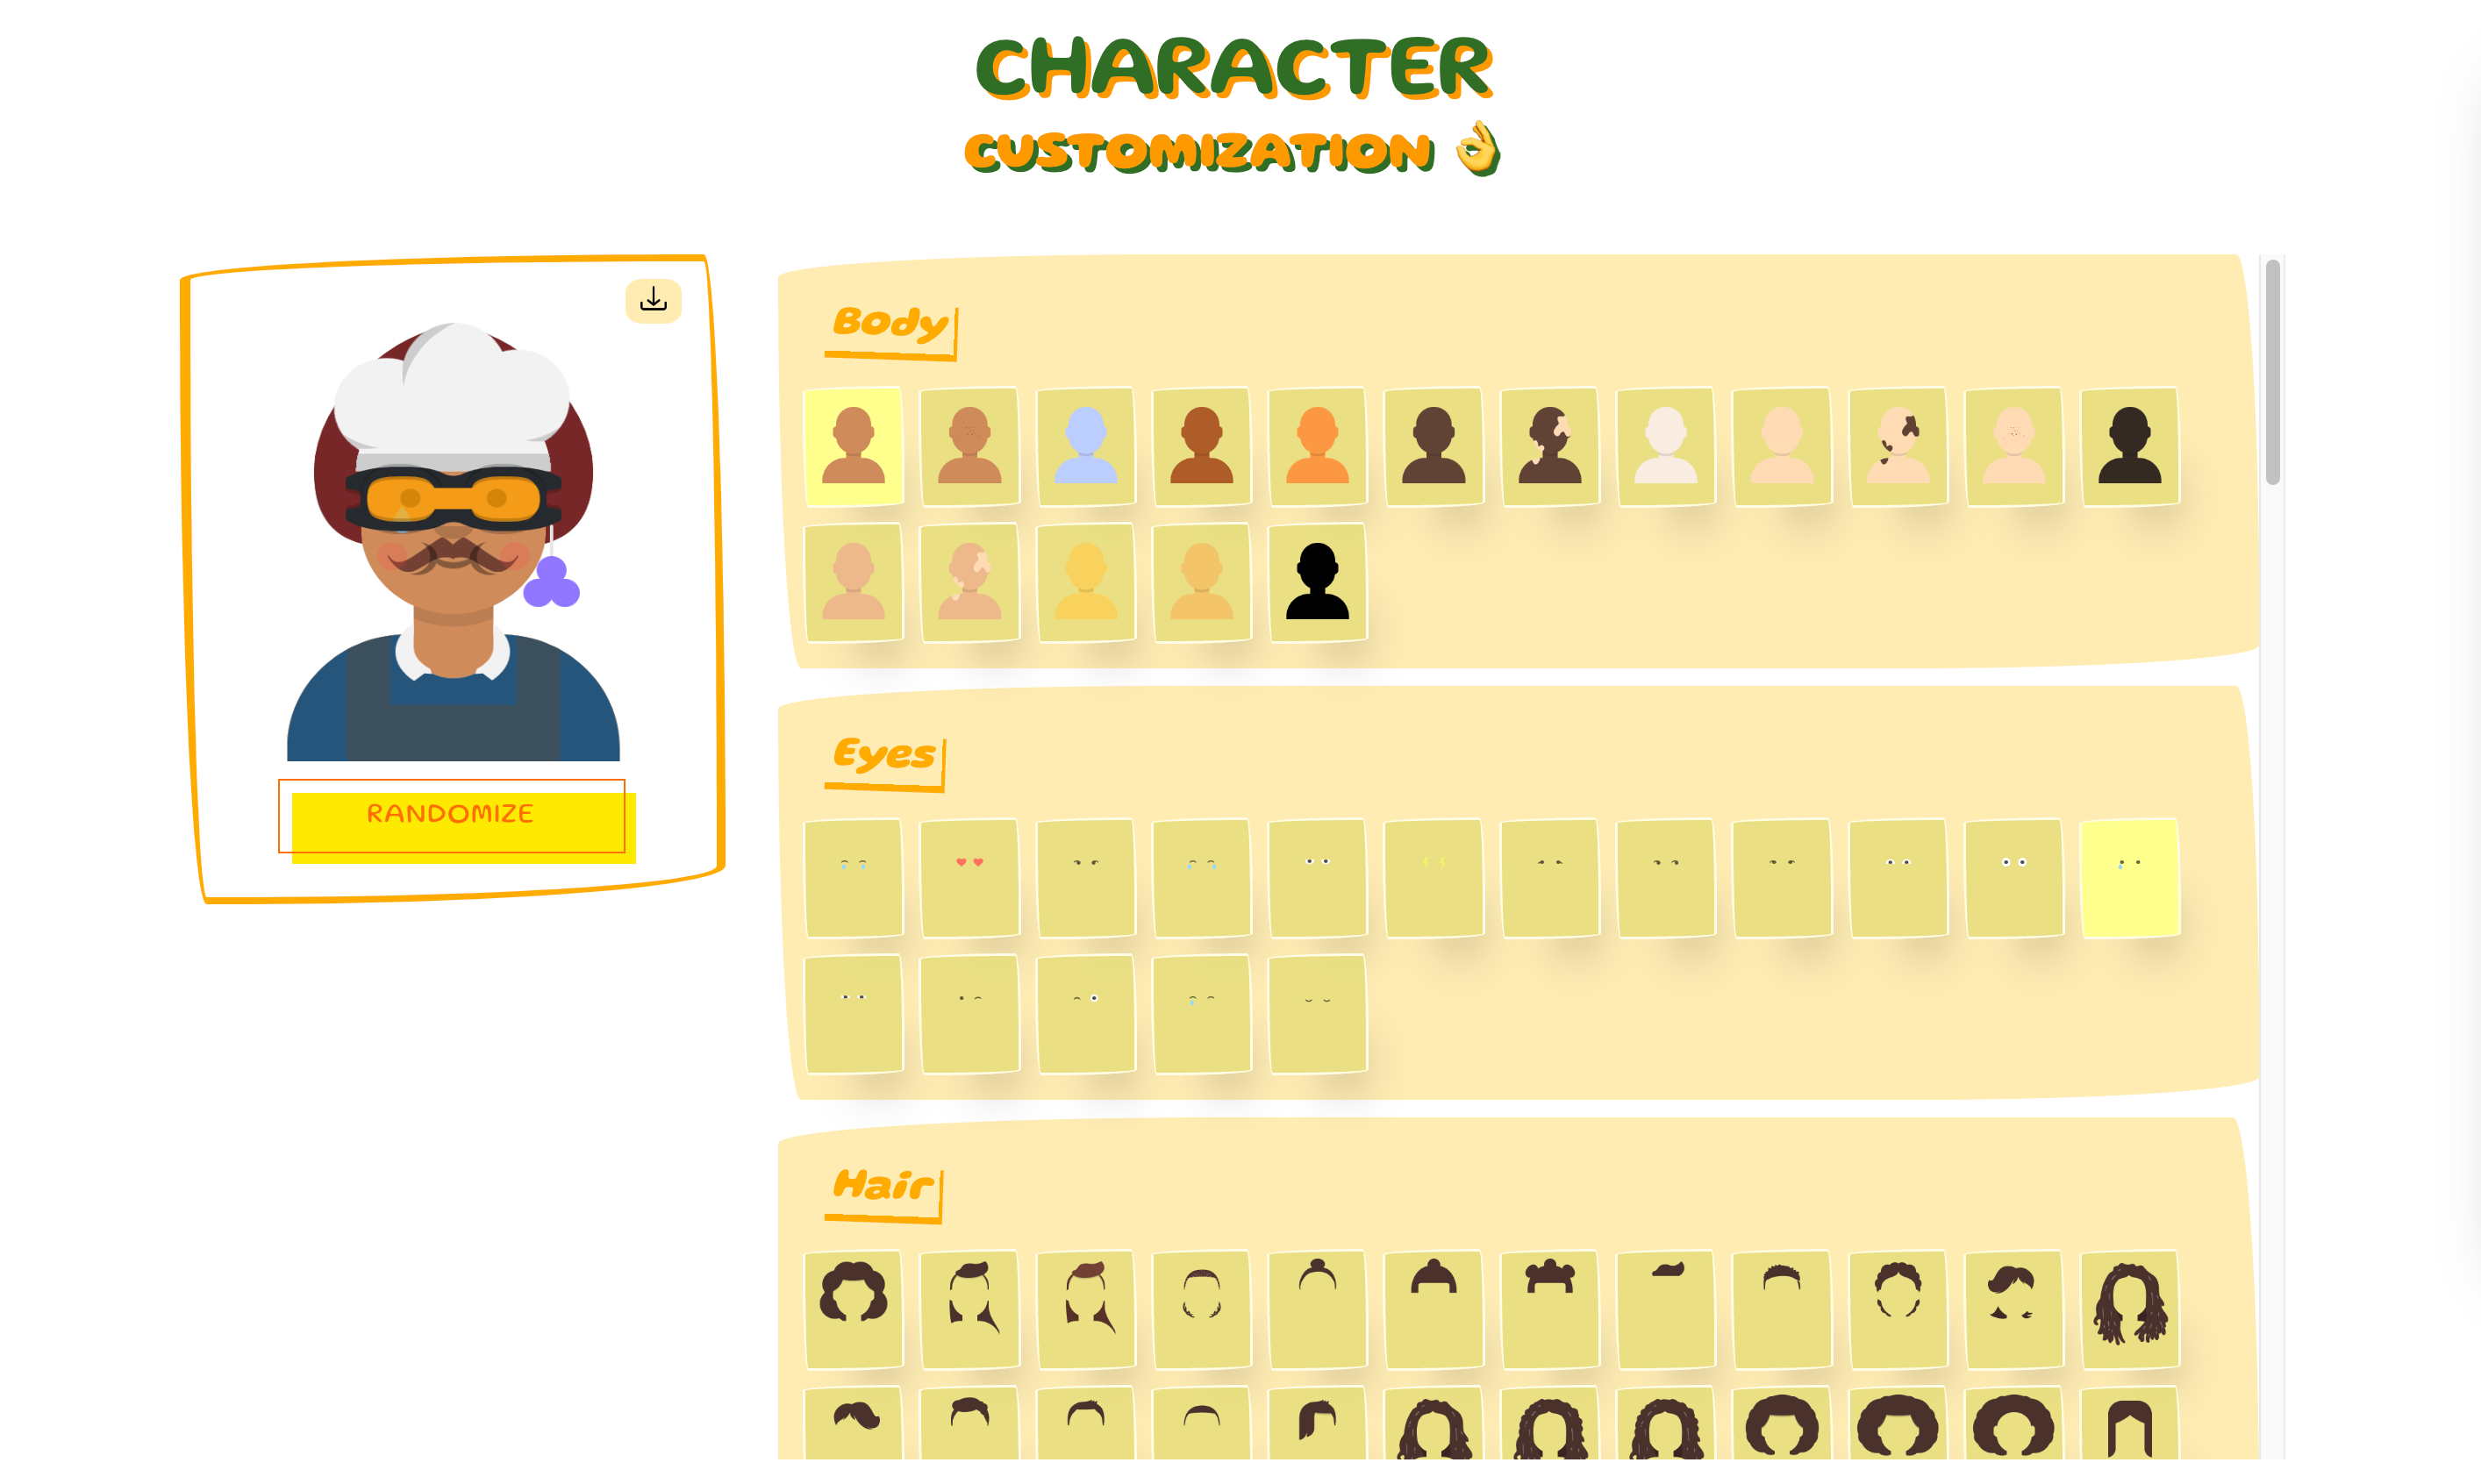 CHARACTER
CUSTOMIZATION 👌
Body
RANDOMIZE
Eyes
Hair